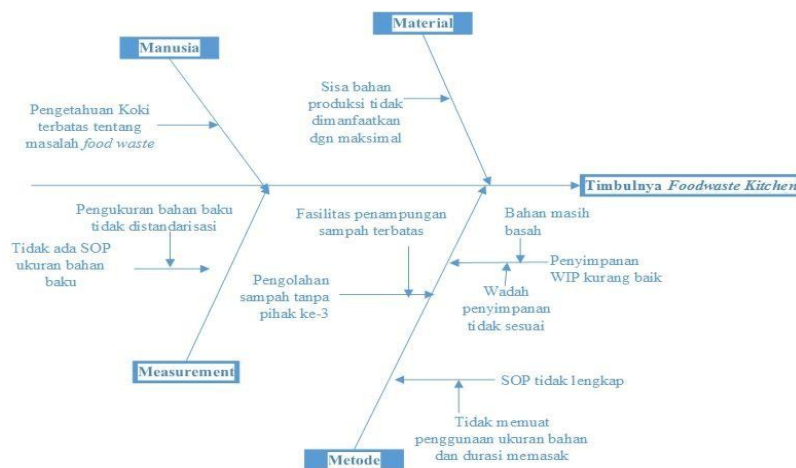 Material
Manusia
Sisa bahan
produksi tidak
dimanfaatkan
dgn maksimal
Pengetahuan Koki
terbatas tentang
masalah food waste
Timbulnya Foodwaste Kitchen
Pengukuran bahan baku
tidak distandarisasi
Tidak ada SOP
ukuran bahan
baku
Fasilitas penampungan
sampah terbatas
Bahan masih
basah
Penyimpanan
WIP kurang baik
Pengolahan
sampah tanpa
pihak ke-3
Wadah
penyimpanan
tidak sesuai
Measurement
SOP tidak lengkap
Tidak memuat
penggunaan ukuran bahan
dan durasi memasak
Metode